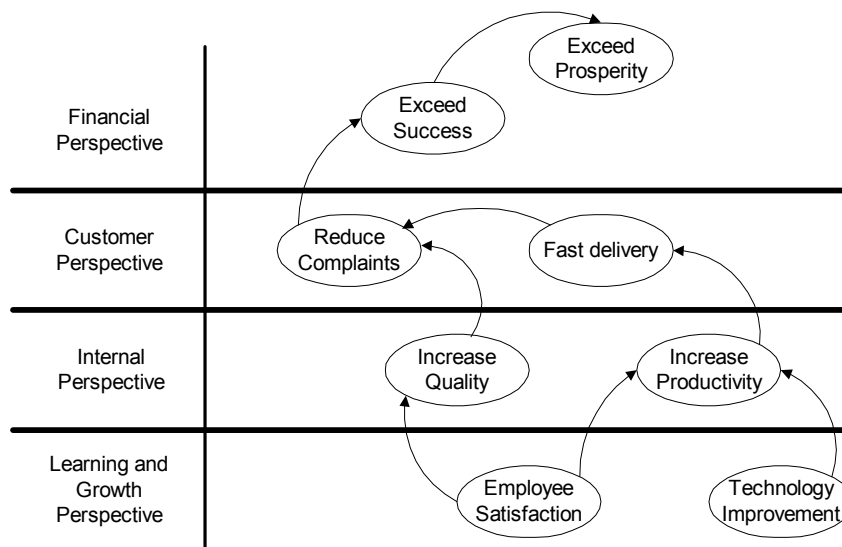 Exceed
Prosperity
Financial
Perspective
Exceed
Success
Customer
Perspective
Reduce
Complaints
Fast delivery
Internal
Perspective
Increase
Quality
Increase
Productivity
Learning and
Growth
Perspective
Employee
Satisfaction
Technology
Improvement